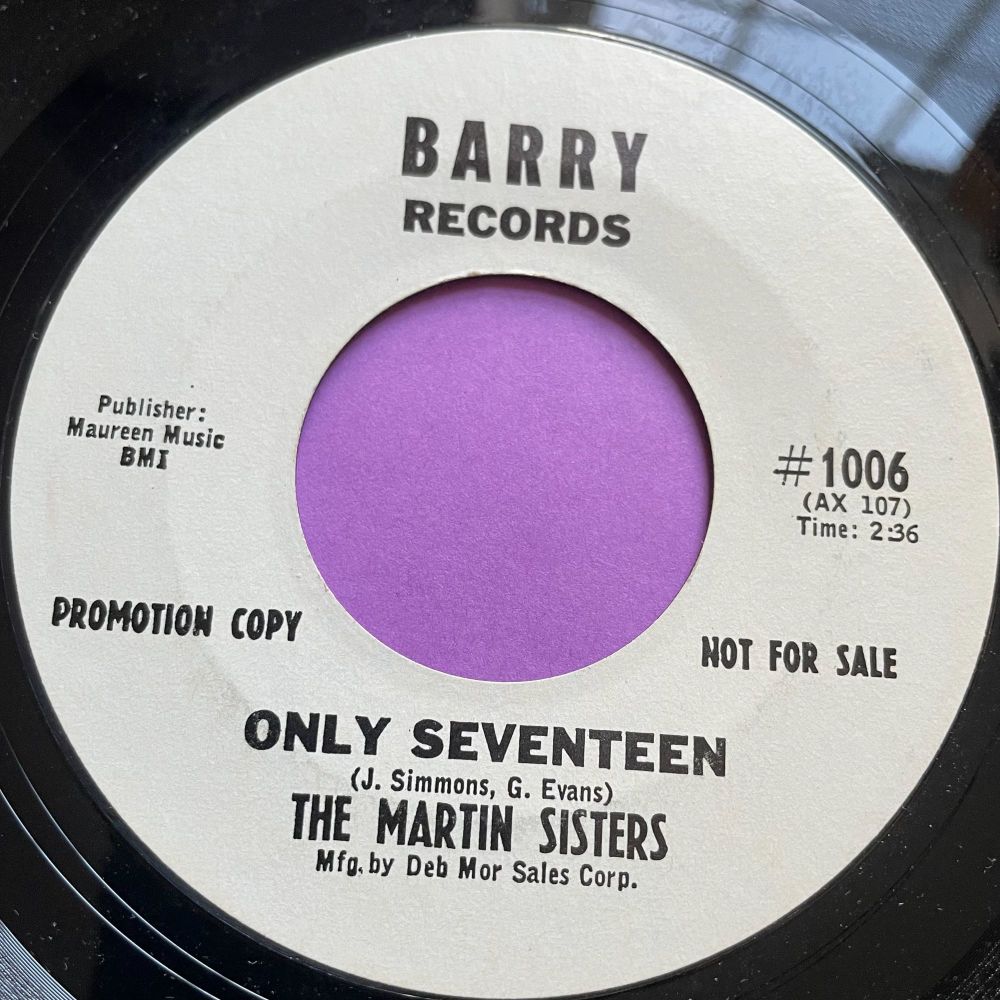 BARRY
RECORDS
Publisher:
Maureen Music
BMI
#1006
(AX 107)
Time: 2:36
PROMOTION COPY
NOT FOR SALE
ONLY SEVENTEEN
(J. Simmons, G. Evans)
THE MARTIN SISTERS
Mfg. by Deb Mor Sales Corp.